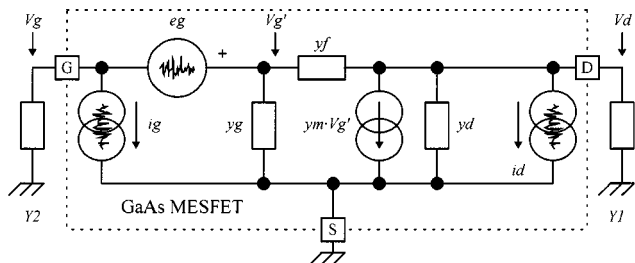 Vg eg Vg' Vd
+ yf
G D
ig yg ym·Vg' yd id
GaAs MESFET
Y2 S Y1